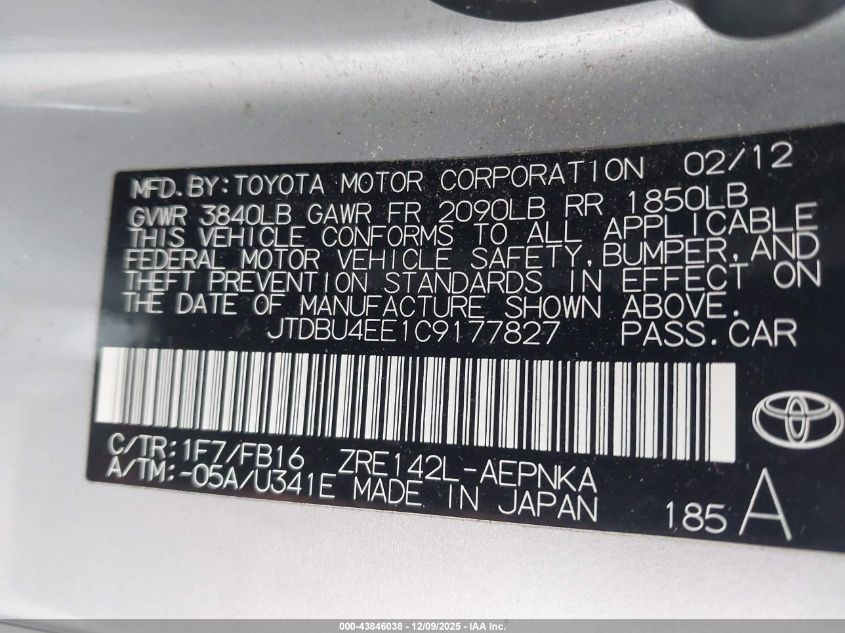 MFD. BY: TOYOTA MOTOR CORPORATION 02/12
GVWR 3840LB GAWR FR 2090LB RR 1850LB
THIS VEHICLE CONFORMS TO ALL APPLICABLE
FEDERAL MOTOR VEHICLE SAFETY, BUMPER, AND
THEFT PREVENTION STANDARDS IN EFFECT ON
THE DATE OF MANUFACTURE SHOWN ABOVE.
JTDBU4EE1C9177827 PASS. CAR
C/TR: 1F7/FB16 ZRE142L-AEPNKA
A/TM: -05A/U341E MADE IN JAPAN 185 A
000-43846038 - 12/09/2025 - IAA Inc.